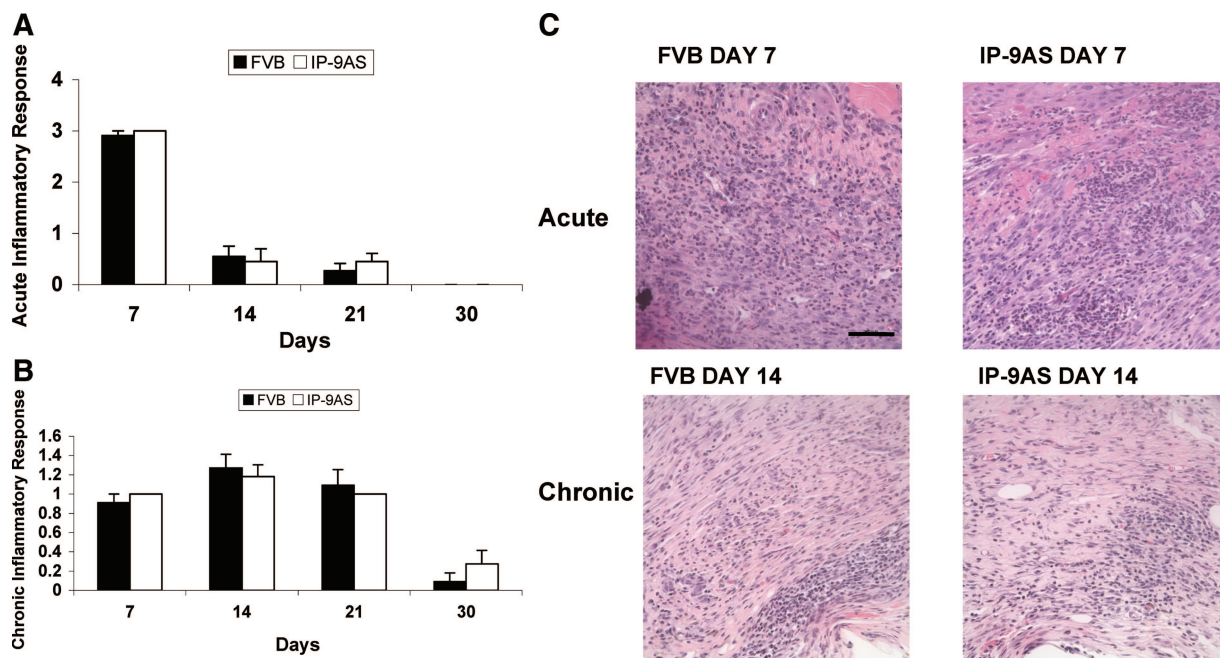 A
Acute Inflammatory Response
FVB IP-9AS
4
3
2
1
0
7 14 21 30
Days
B
Chronic Inflammatory Response
FVB IP-9AS
1.6
1.4
1.2
1
0.8
0.6
0.4
0.2
0
7 14 21 30
Days
C
FVB DAY 7 IP-9AS DAY 7
Acute
FVB DAY 14 IP-9AS DAY 14
Chronic